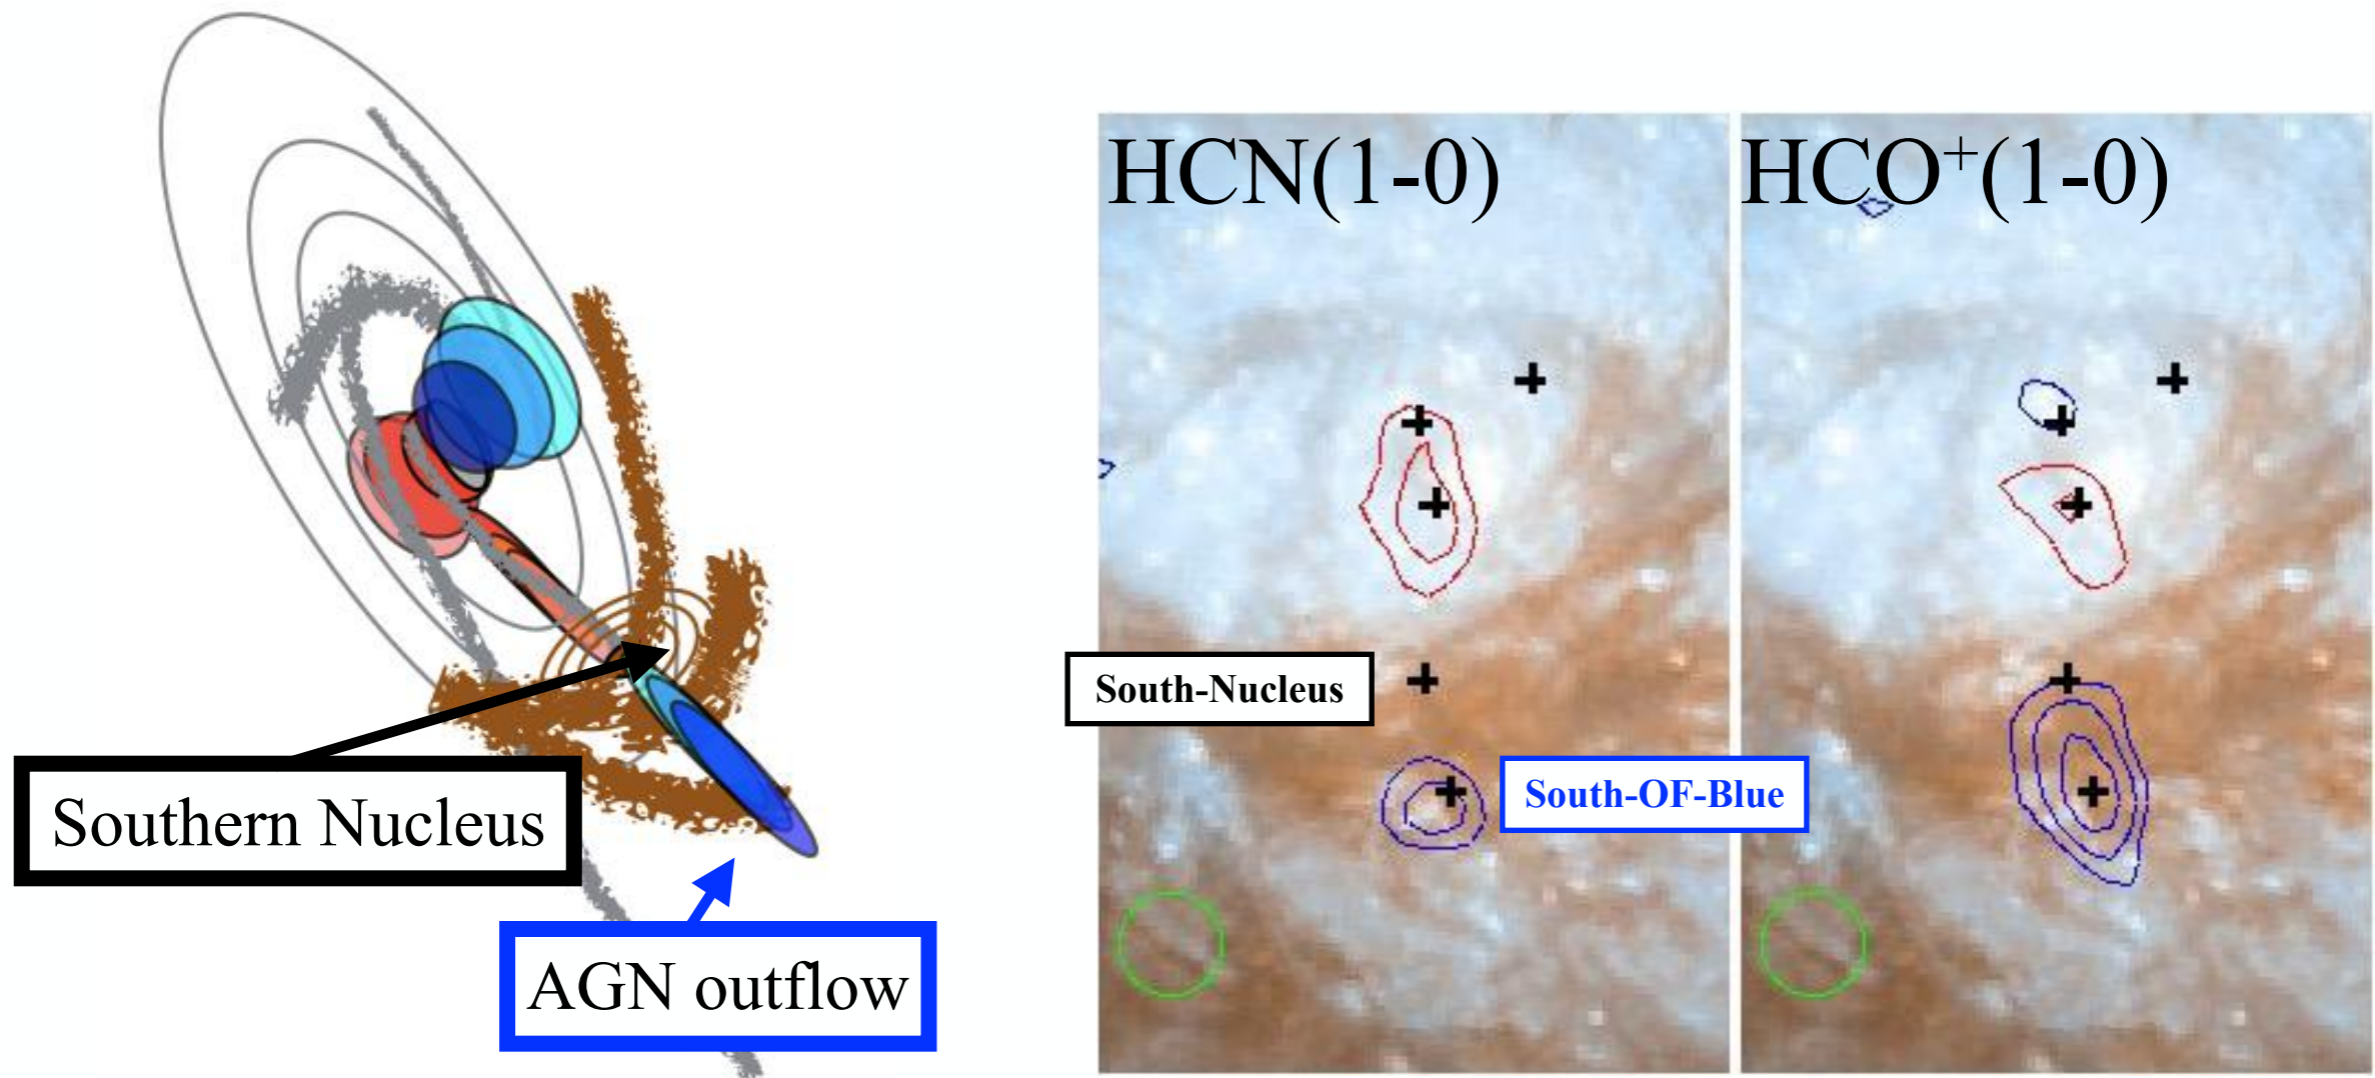 HCN(1-0)
HCO⁺(1-0)
South-Nucleus
South-OF-Blue
Southern Nucleus
AGN outflow